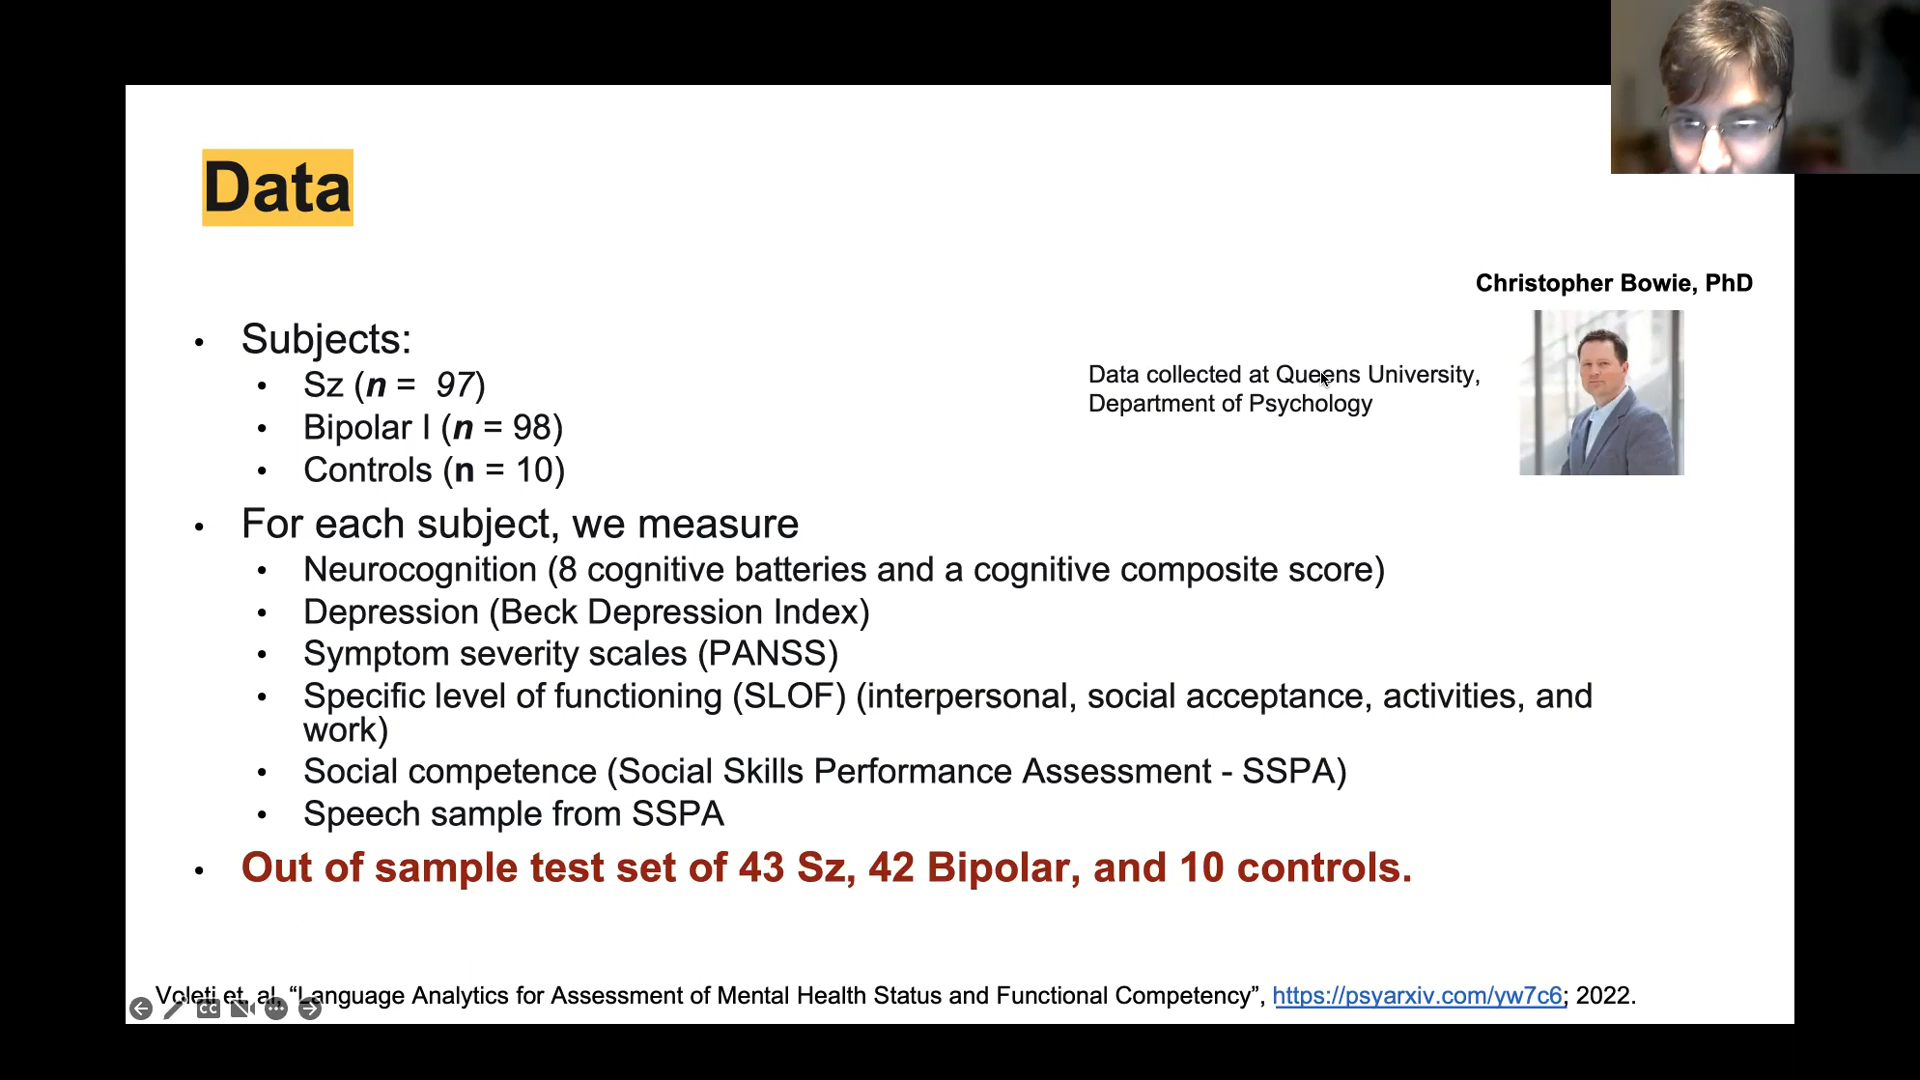 Data
Christopher Bowie, PhD
Data collected at Queens University,
Department of Psychology
• Subjects:
• Sz (n = 97)
• Bipolar I (n = 98)
• Controls (n = 10)
• For each subject, we measure
• Neurocognition (8 cognitive batteries and a cognitive composite score)
• Depression (Beck Depression Index)
• Symptom severity scales (PANSS)
• Specific level of functioning (SLOF) (interpersonal, social acceptance, activities, and
work)
• Social competence (Social Skills Performance Assessment - SSPA)
• Speech sample from SSPA
• Out of sample test set of 43 Sz, 42 Bipolar, and 10 controls.
Voleti et. al, “Language Analytics for Assessment of Mental Health Status and Functional Competency”, https://psyarxiv.com/yw7c6; 2022.
CC